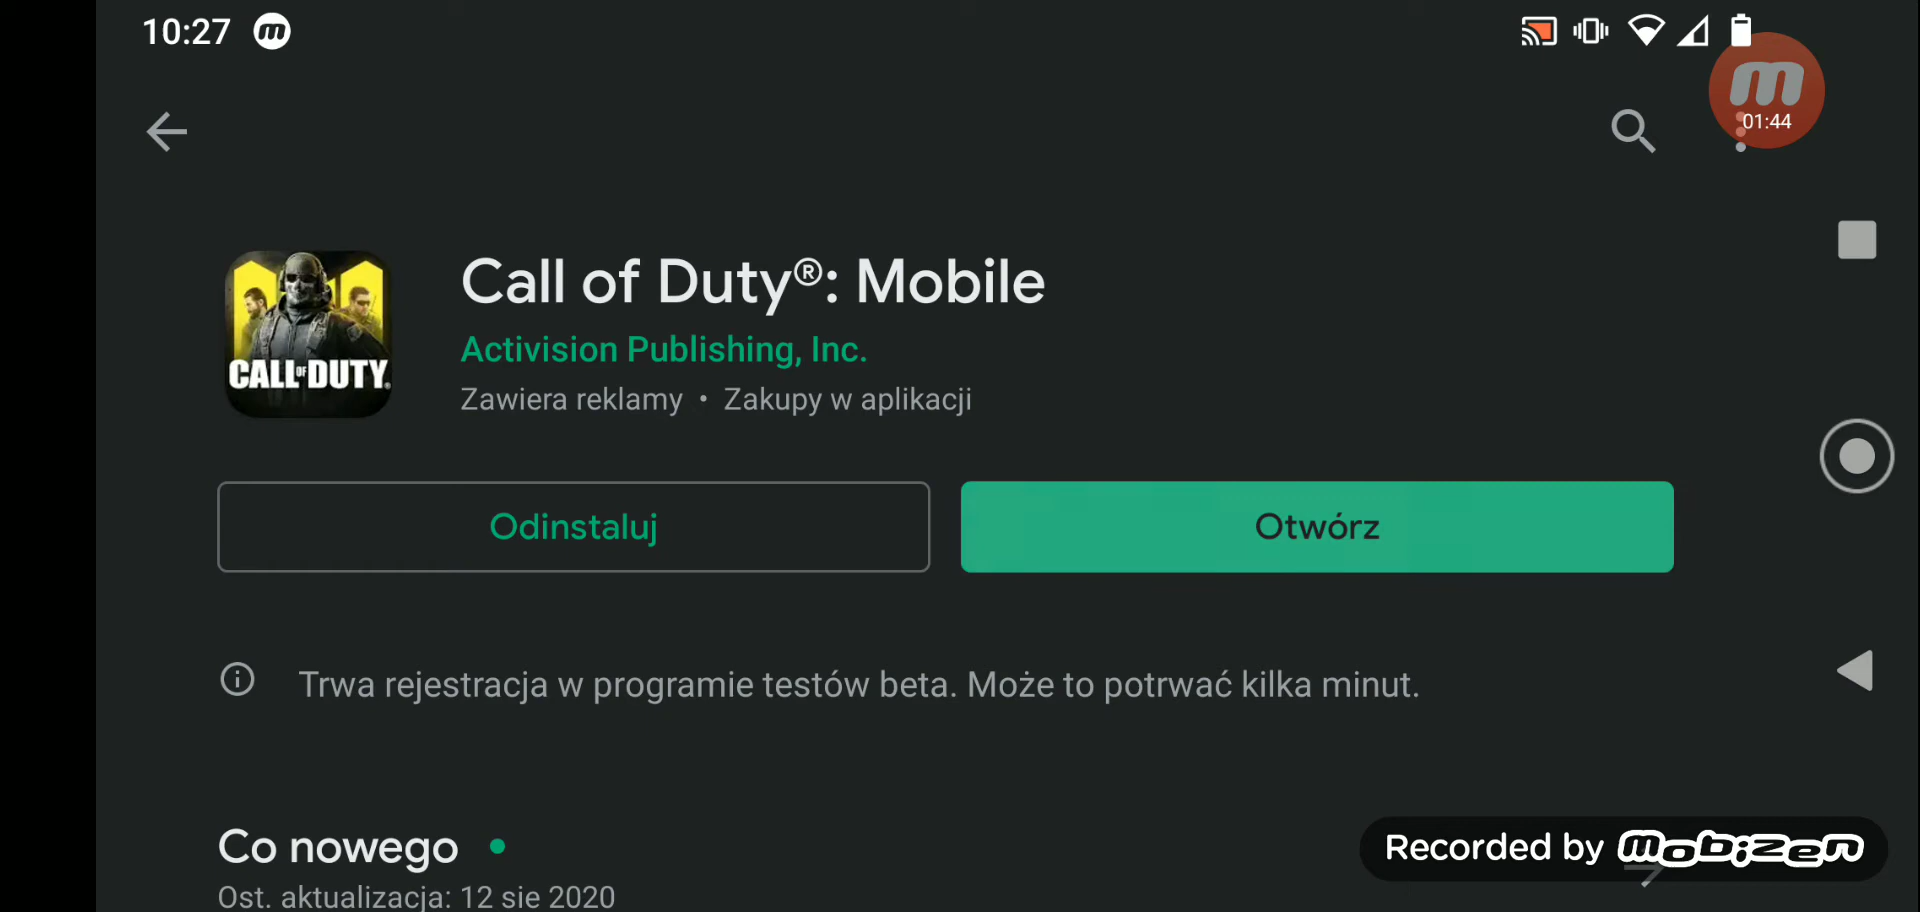 10:27
01:44
Call of Duty®: Mobile
Activision Publishing, Inc.
Zawiera reklamy • Zakupy w aplikacji
CALL OF DUTY®
Odinstaluj
Otwórz
Trwa rejestracja w programie testów beta. Może to potrwać kilka minut.
Co nowego
Recorded by mobizen
Ost. aktualizacja: 12 sie 2020